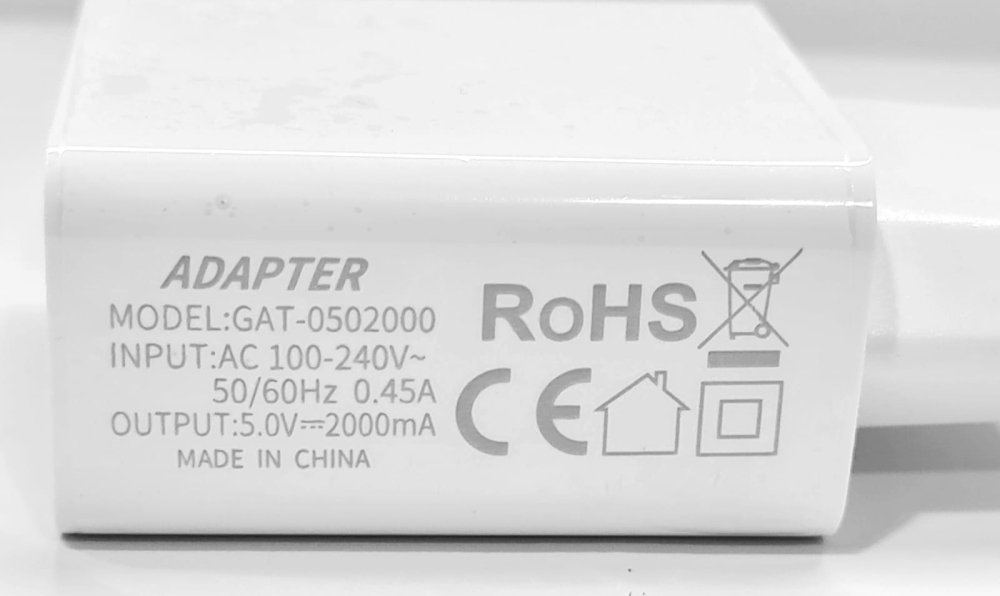 ADAPTER
MODEL:GAT-0502000
INPUT:AC 100-240V~
50/60Hz 0.45A
OUTPUT:5.0V⎓2000mA
MADE IN CHINA
RoHS
CE